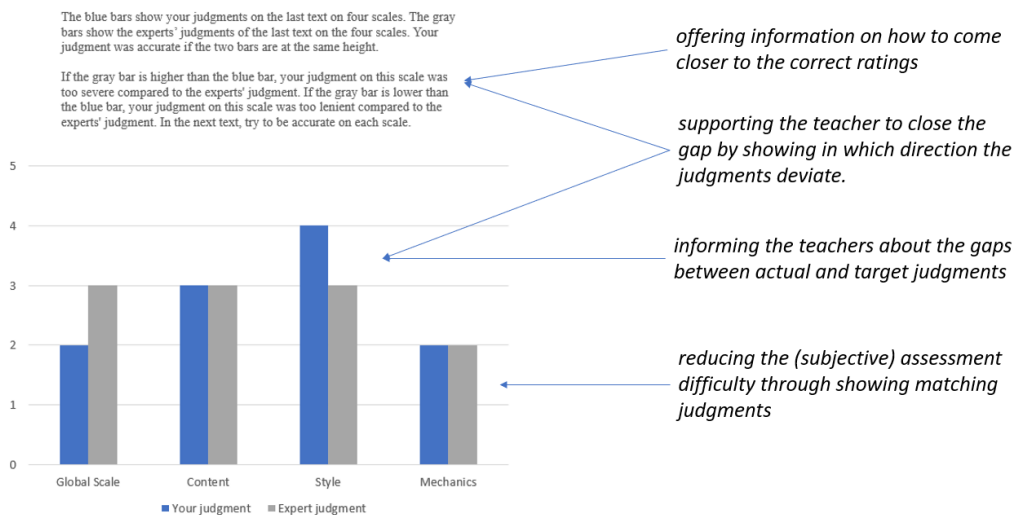 The blue bars show your judgments on the last text on four scales. The gray
bars show the experts’ judgments of the last text on the four scales. Your
judgment was accurate if the two bars are at the same height.
If the gray bar is higher than the blue bar, your judgment on this scale was
too severe compared to the experts' judgment. If the gray bar is lower than
the blue bar, your judgment on this scale was too lenient compared to the
experts' judgment. In the next text, try to be accurate on each scale.
offering information on how to come
closer to the correct ratings
supporting the teacher to close the
gap by showing in which direction the
judgments deviate.
informing the teachers about the gaps
between actual and target judgments
reducing the (subjective) assessment
difficulty through showing matching
judgments
5
4
3
2
1
0
Global Scale
Content
Style
Mechanics
Your judgment
Expert judgment